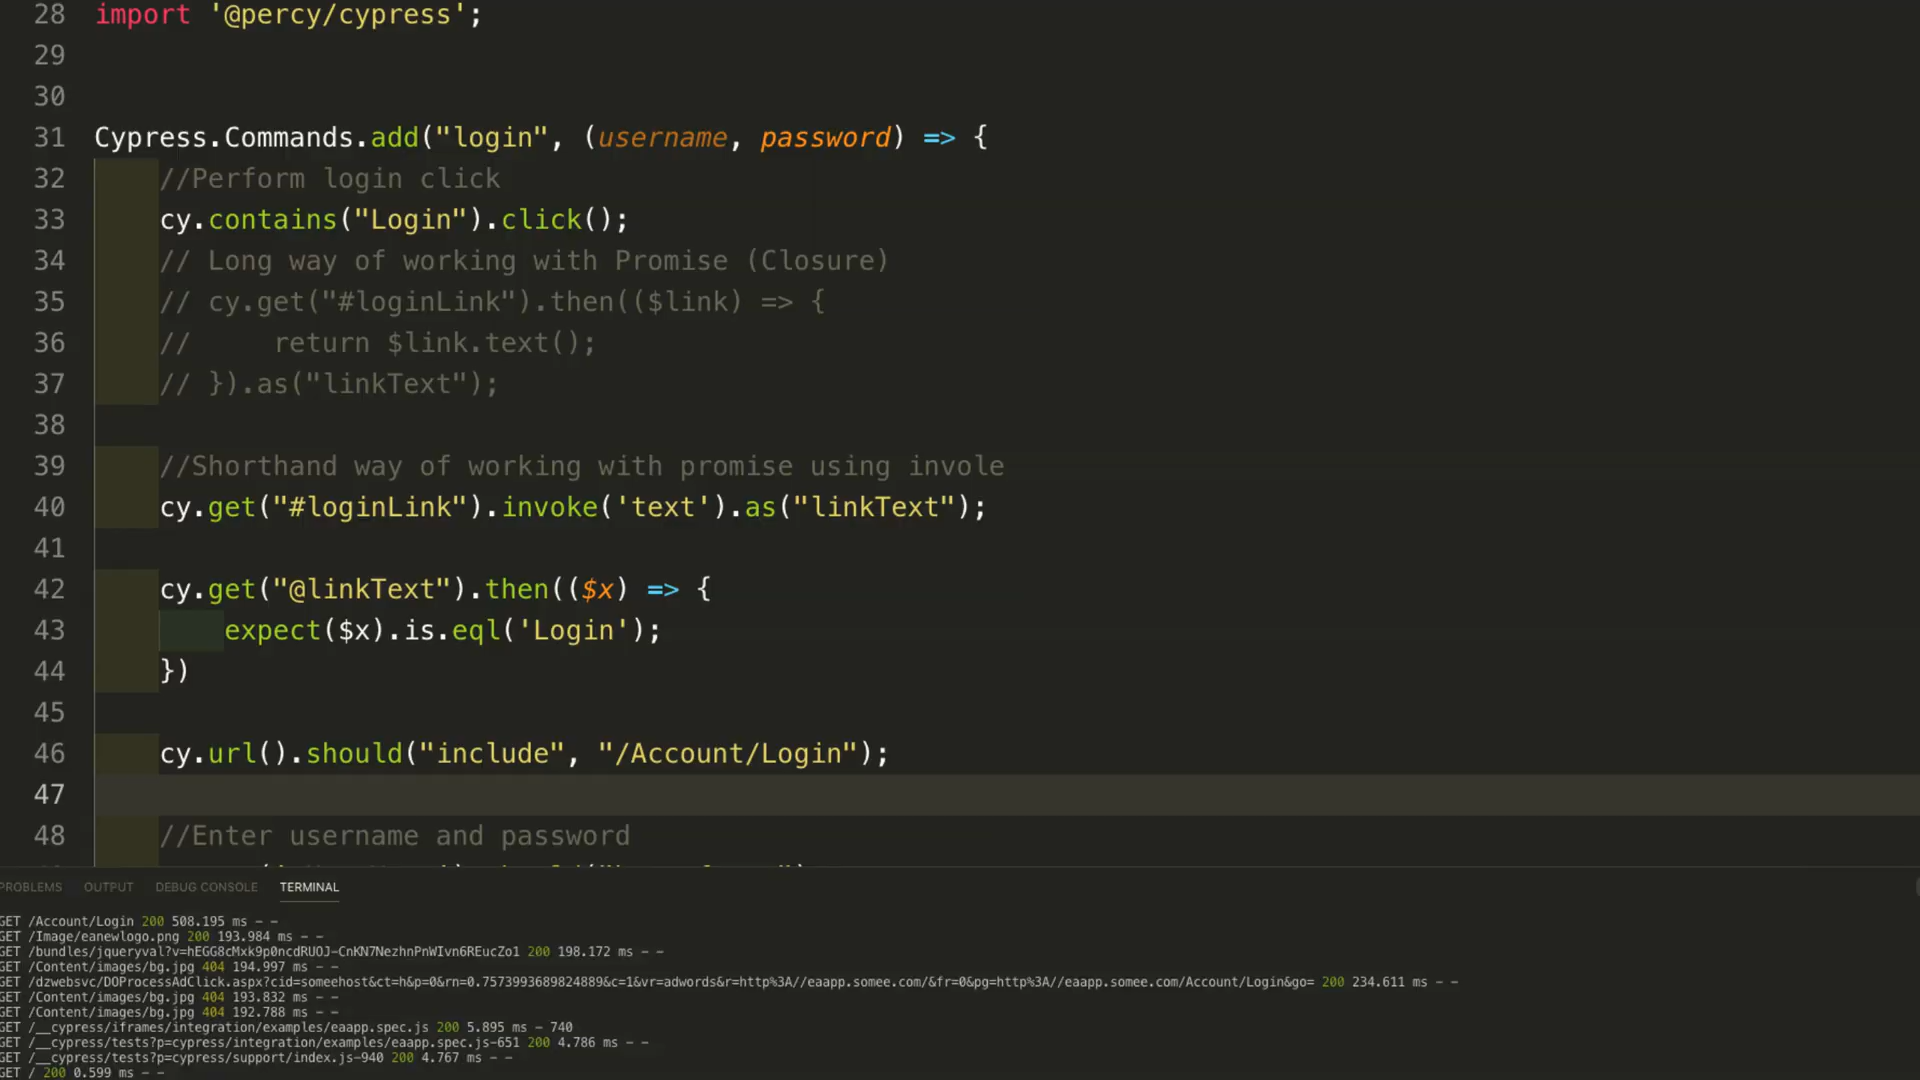 28 import '@percy/cypress';
29
30
31 Cypress.Commands.add("login", (username, password) => {
32 //Perform login click
33 cy.contains("Login").click();
34 // Long way of working with Promise (Closure)
35 // cy.get("#loginLink").then(($link) => {
36 //     return $link.text();
37 // }).as("linkText");
38
39 //Shorthand way of working with promise using invole
40 cy.get("#loginLink").invoke('text').as("linkText");
41
42 cy.get("@linkText").then(($x) => {
43 expect($x).is.eql('Login');
44 })
45
46 cy.url().should("include", "/Account/Login");
47
48 //Enter username and password
PROBLEMS OUTPUT DEBUG CONSOLE TERMINAL
GET /Account/Login 200 508.195 ms - -
GET /Image/eanewlogo.png 200 193.984 ms - -
GET /bundles/jqueryval?v=hEGG8cMxk9p0ncdRUOJ-CnKN7NezhnPnWIvn6REucZo1 200 198.172 ms - -
GET /Content/images/bg.jpg 404 194.997 ms - -
GET /dzwebsvc/DOProcessAdClick.aspx?cid=someehost&ct=h&p=0&rn=0.7573993689824889&c=1&vr=adwords&r=http%3A//eaapp.somee.com/&fr=0&pg=http%3A//eaapp.somee.com/Account/Login&go= 200 234.611 ms - -
GET /Content/images/bg.jpg 404 193.832 ms - -
GET /Content/images/bg.jpg 404 192.788 ms - -
GET /__cypress/iframes/integration/examples/eaapp.spec.js 200 5.895 ms - 740
GET /__cypress/tests?p=cypress/integration/examples/eaapp.spec.js-651 200 4.786 ms - -
GET /__cypress/tests?p=cypress/support/index.js-940 200 4.767 ms - -
GET / 200 0.599 ms - -